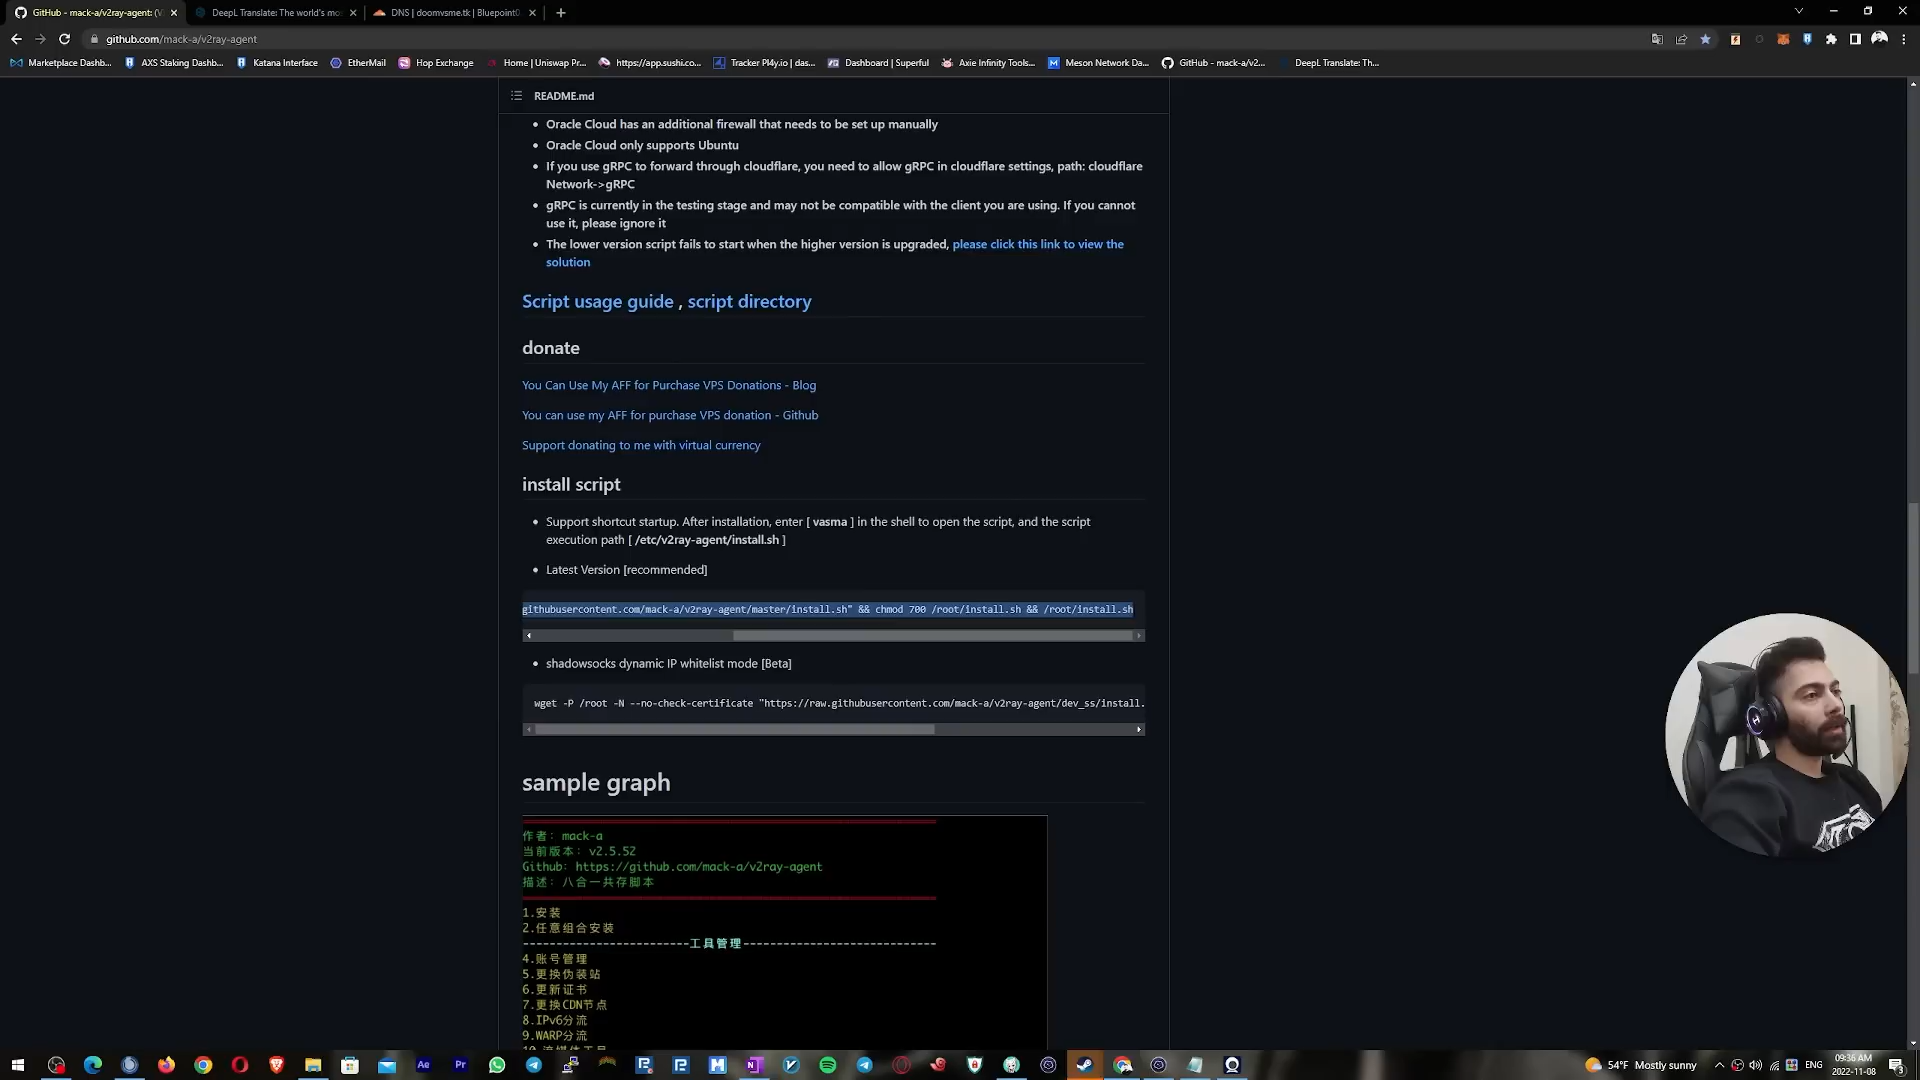 GitHub - mack-a/v2ray-agent: (V
DeepL Translate: The world's mo
DNS | doomvsme.tk | Bluepoint0
github.com/mack-a/v2ray-agent
Marketplace Dashb...
AXS Staking Dashb...
Katana Interface
EtherMail
Hop Exchange
Home | Uniswap Pr...
https://app.sushi.co...
Tracker Pl4y.io | das...
Dashboard | Superful
Axie Infinity Tools...
Meson Network Da...
GitHub - mack-a/v2...
DeepL Translate: Th...
README.md
Oracle Cloud has an additional firewall that needs to be set up manually
Oracle Cloud only supports Ubuntu
If you use gRPC to forward through cloudflare, you need to allow gRPC in cloudflare settings, path: cloudflare
Network->gRPC
gRPC is currently in the testing stage and may not be compatible with the client you are using. If you cannot
use it, please ignore it
The lower version script fails to start when the higher version is upgraded, please click this link to view the
solution
Script usage guide , script directory
donate
You Can Use My AFF for Purchase VPS Donations - Blog
You can use my AFF for purchase VPS donation - Github
Support donating to me with virtual currency
install script
Support shortcut startup. After installation, enter [ vasma ] in the shell to open the script, and the script
execution path [ /etc/v2ray-agent/install.sh ]
Latest Version [recommended]
githubusercontent.com/mack-a/v2ray-agent/master/install.sh" && chmod 700 /root/install.sh && /root/install.sh
shadowsocks dynamic IP whitelist mode [Beta]
wget -P /root -N --no-check-certificate "https://raw.githubusercontent.com/mack-a/v2ray-agent/dev_ss/install.
sample graph
作者: mack-a
当前版本: v2.5.52
Github: https://github.com/mack-a/v2ray-agent
描述: 八合一共存脚本
1.安装
2.任意组合安装
-------------------------工具管理-----------------------------
4.账号管理
5.更换伪装站
6.更新证书
7.更换CDN节点
8.IPv6分流
9.WARP分流
54°F Mostly sunny
ENG
09:36 AM
2022-11-08